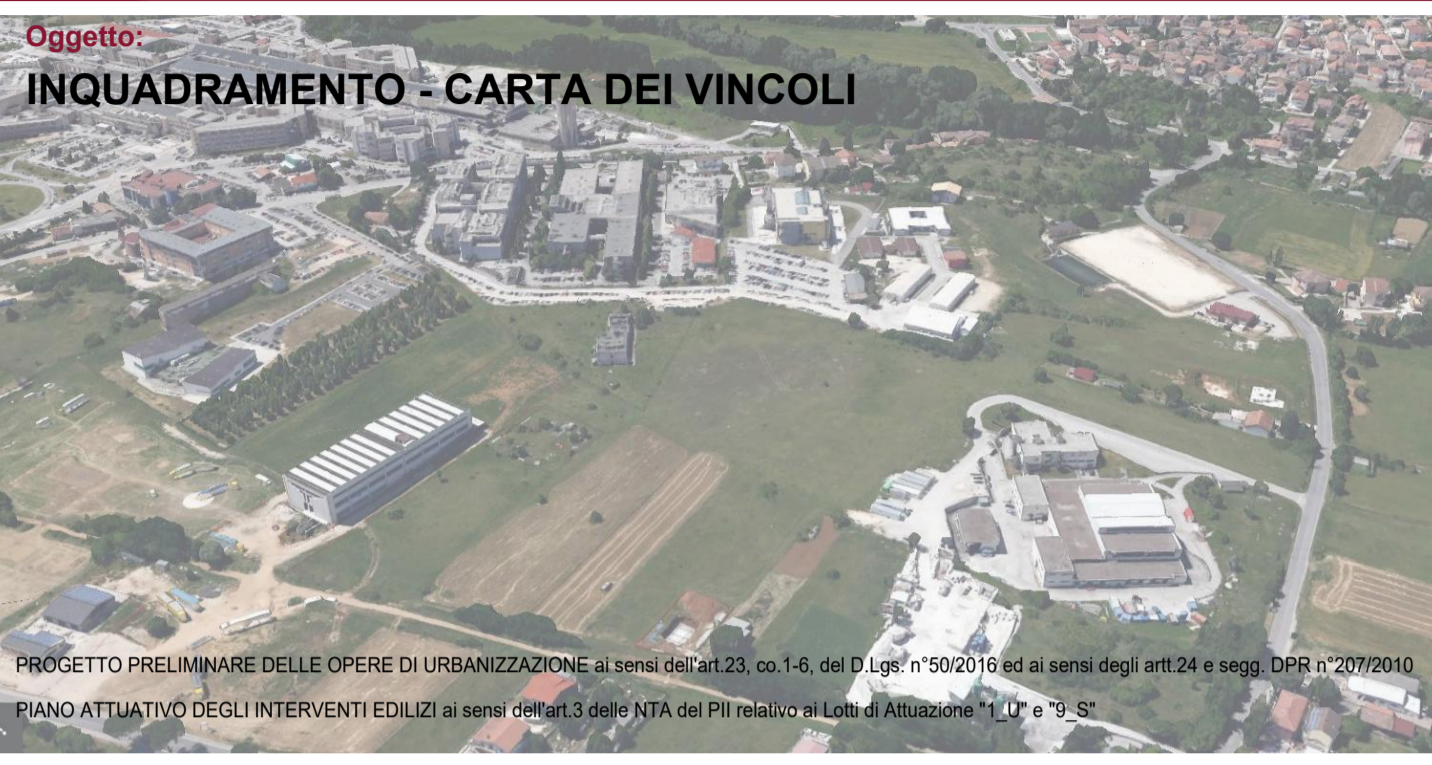 Oggetto:
INQUADRAMENTO - CARTA DEI VINCOLI
PROGETTO PRELIMINARE DELLE OPERE DI URBANIZZAZIONE ai sensi dell'art.23, co.1-6, del D.Lgs. n°50/2016 ed ai sensi degli artt.24 e segg. DPR n°207/2010
PIANO ATTUATIVO DEGLI INTERVENTI EDILIZI ai sensi dell'art.3 delle NTA del PII relativo ai Lotti di Attuazione "1_U" e "9_S"